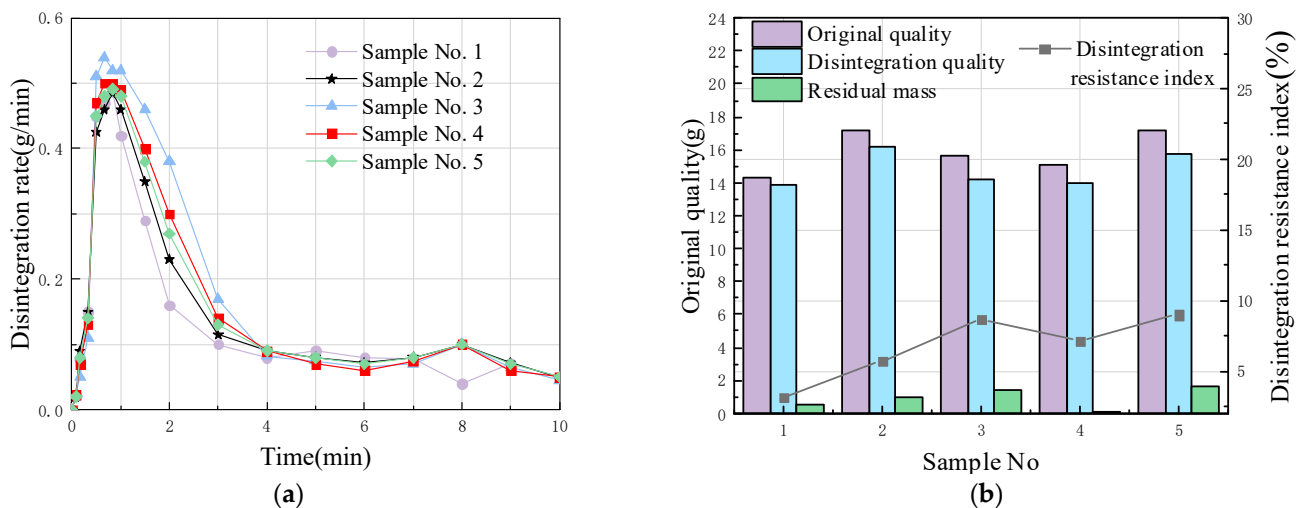 Disintegration rate(g/min)
0.6
0.4
0.2
0.0
0
2
4
6
8
10
Time(min)
Sample No. 1
Sample No. 2
Sample No. 3
Sample No. 4
Sample No. 5
(a)
Original quality(g)
24
22
20
18
16
14
12
10
8
6
4
2
0
Original quality
Disintegration quality
Residual mass
Disintegration
resistance index
1
2
3
4
5
Sample No
30
25
20
15
10
5
Disintegration resistance index(%)
(b)